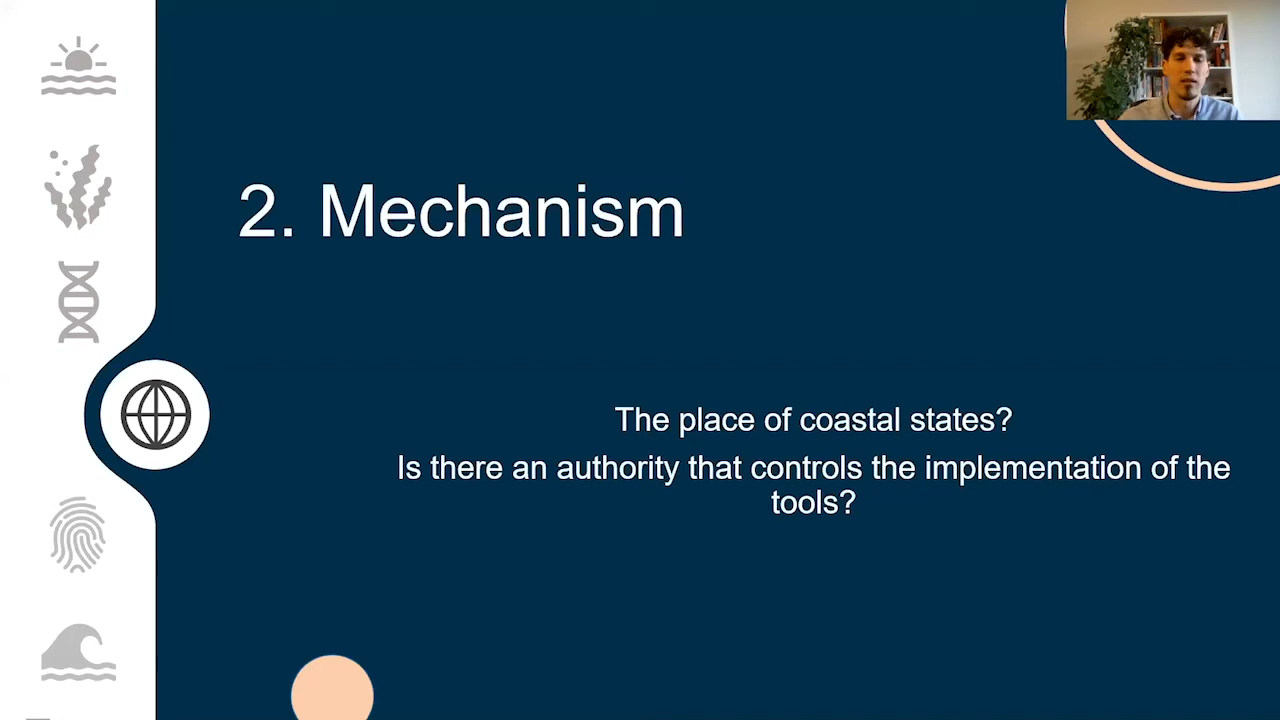 2. Mechanism
The place of coastal states?
Is there an authority that controls the implementation of the
tools?